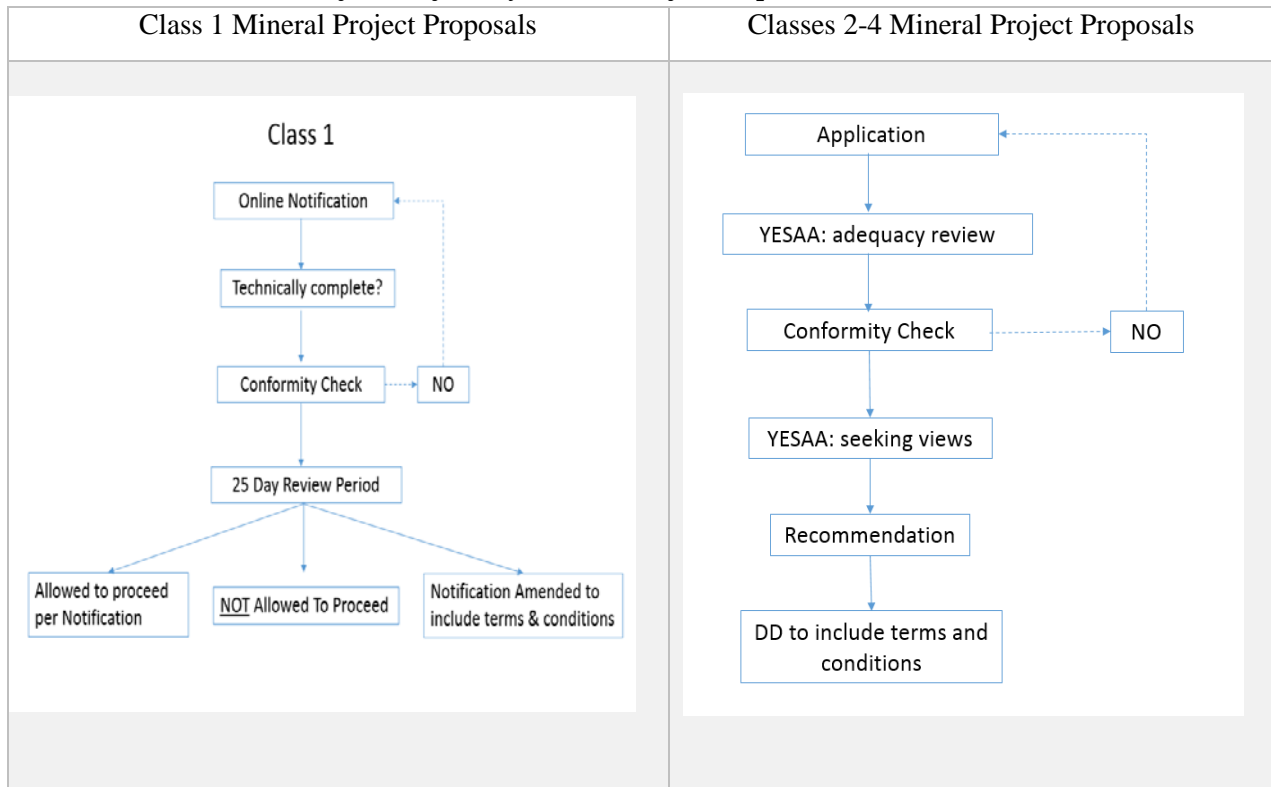 Class 1 Mineral Project Proposals
Classes 2-4 Mineral Project Proposals
Class 1
Online Notification
Technically complete?
Conformity Check
NO
25 Day Review Period
Allowed to proceed
per Notification
NOT Allowed To Proceed
Notification Amended to
include terms & conditions
Application
YESAA: adequacy review
Conformity Check
NO
YESAA: seeking views
Recommendation
DD to include terms and
conditions